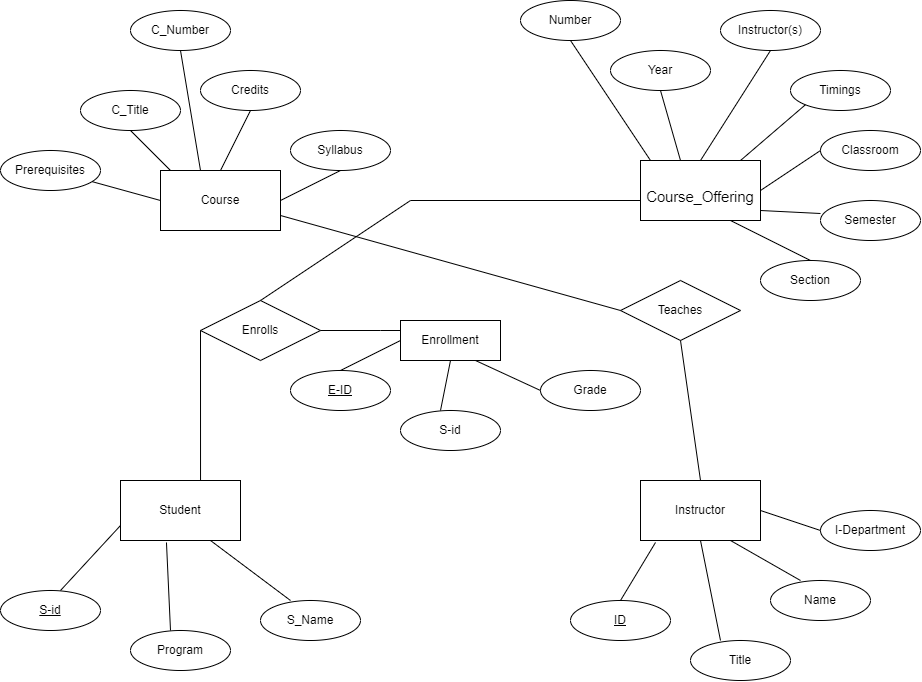 Number
C_Number
Instructor(s)
Year
Credits
Timings
C_Title
Syllabus
Classroom
Prerequisites
Course
Course_Offering
Semester
Section
Teaches
Enrolls
Enrollment
E-ID
Grade
S-id
Student
Instructor
I-Department
S-id
S_Name
ID
Name
Program
Title